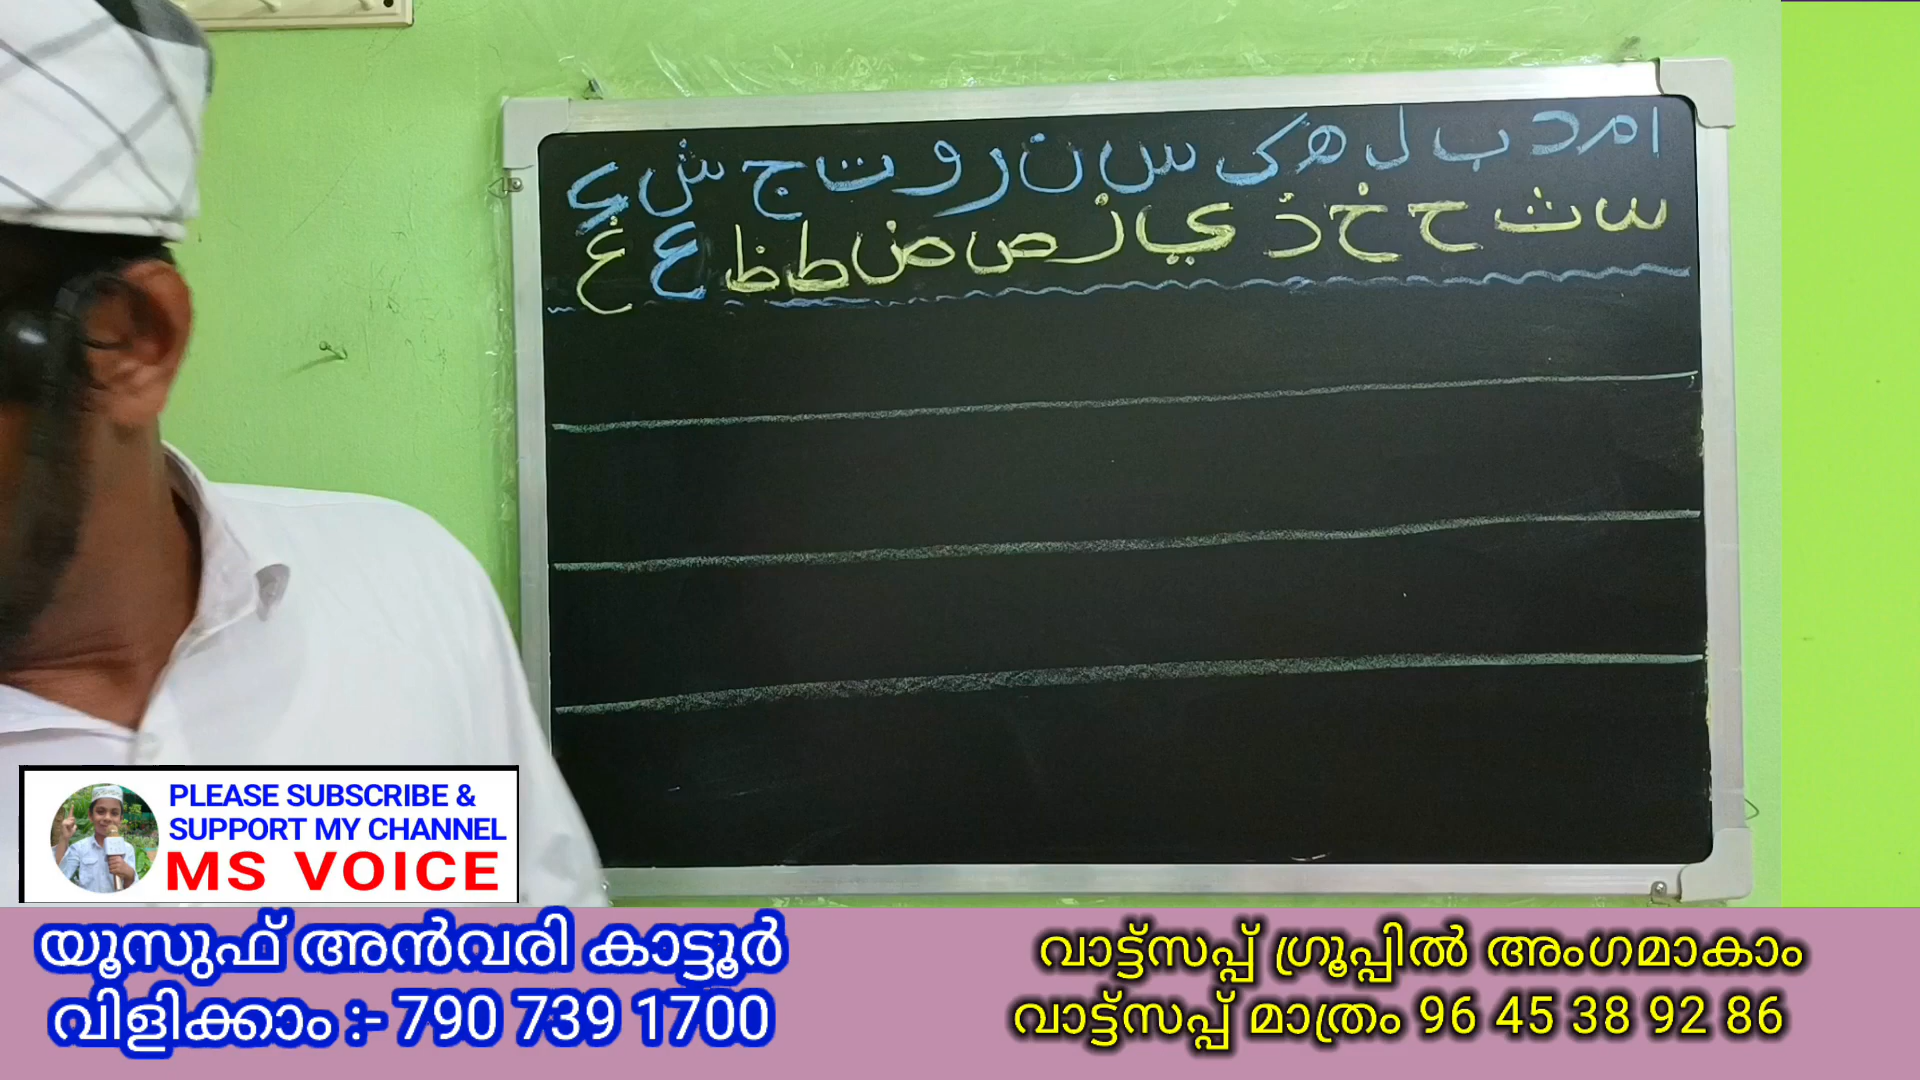 ا م د ب ل ه ک س ن ر و ت ج ش
ث ح خ ذ ي ز ص ض ط ظ ع غ
PLEASE SUBSCRIBE &
SUPPORT MY CHANNEL
MS VOICE
യൂസുഫ് അൻവരി കാട്ടൂർ
വിളിക്കാം :- 790 739 1700
വാട്ട്സപ്പ് ഗ്രൂപ്പിൽ അംഗമാകാം
വാട്ട്സപ്പ് മാത്രം 96 45 38 92 86